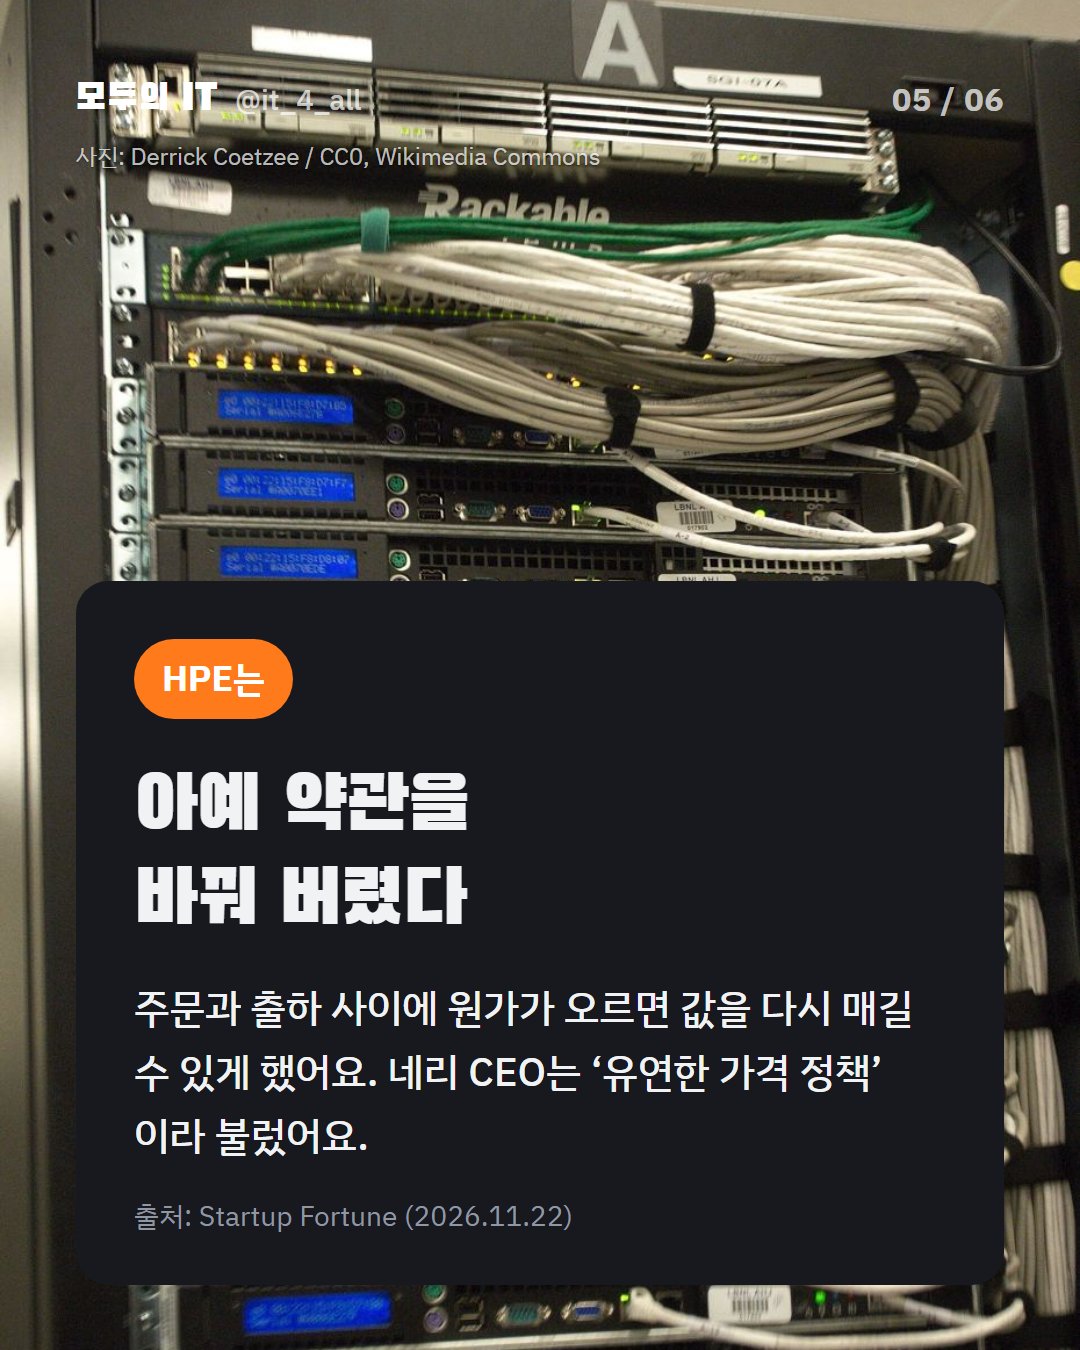 A
SGI-07A
모두의 IT @it_4_all
05 / 06
사진: Derrick Coetzee / CC0, Wikimedia Commons
Rackable
HPE는
아예 약관을
바꿔 버렸다
주문과 출하 사이에 원가가 오르면 값을 다시 매길
수 있게 했어요. 네리 CEO는 ‘유연한 가격 정책’
이라 불렀어요.
출처: Startup Fortune (2026.11.22)